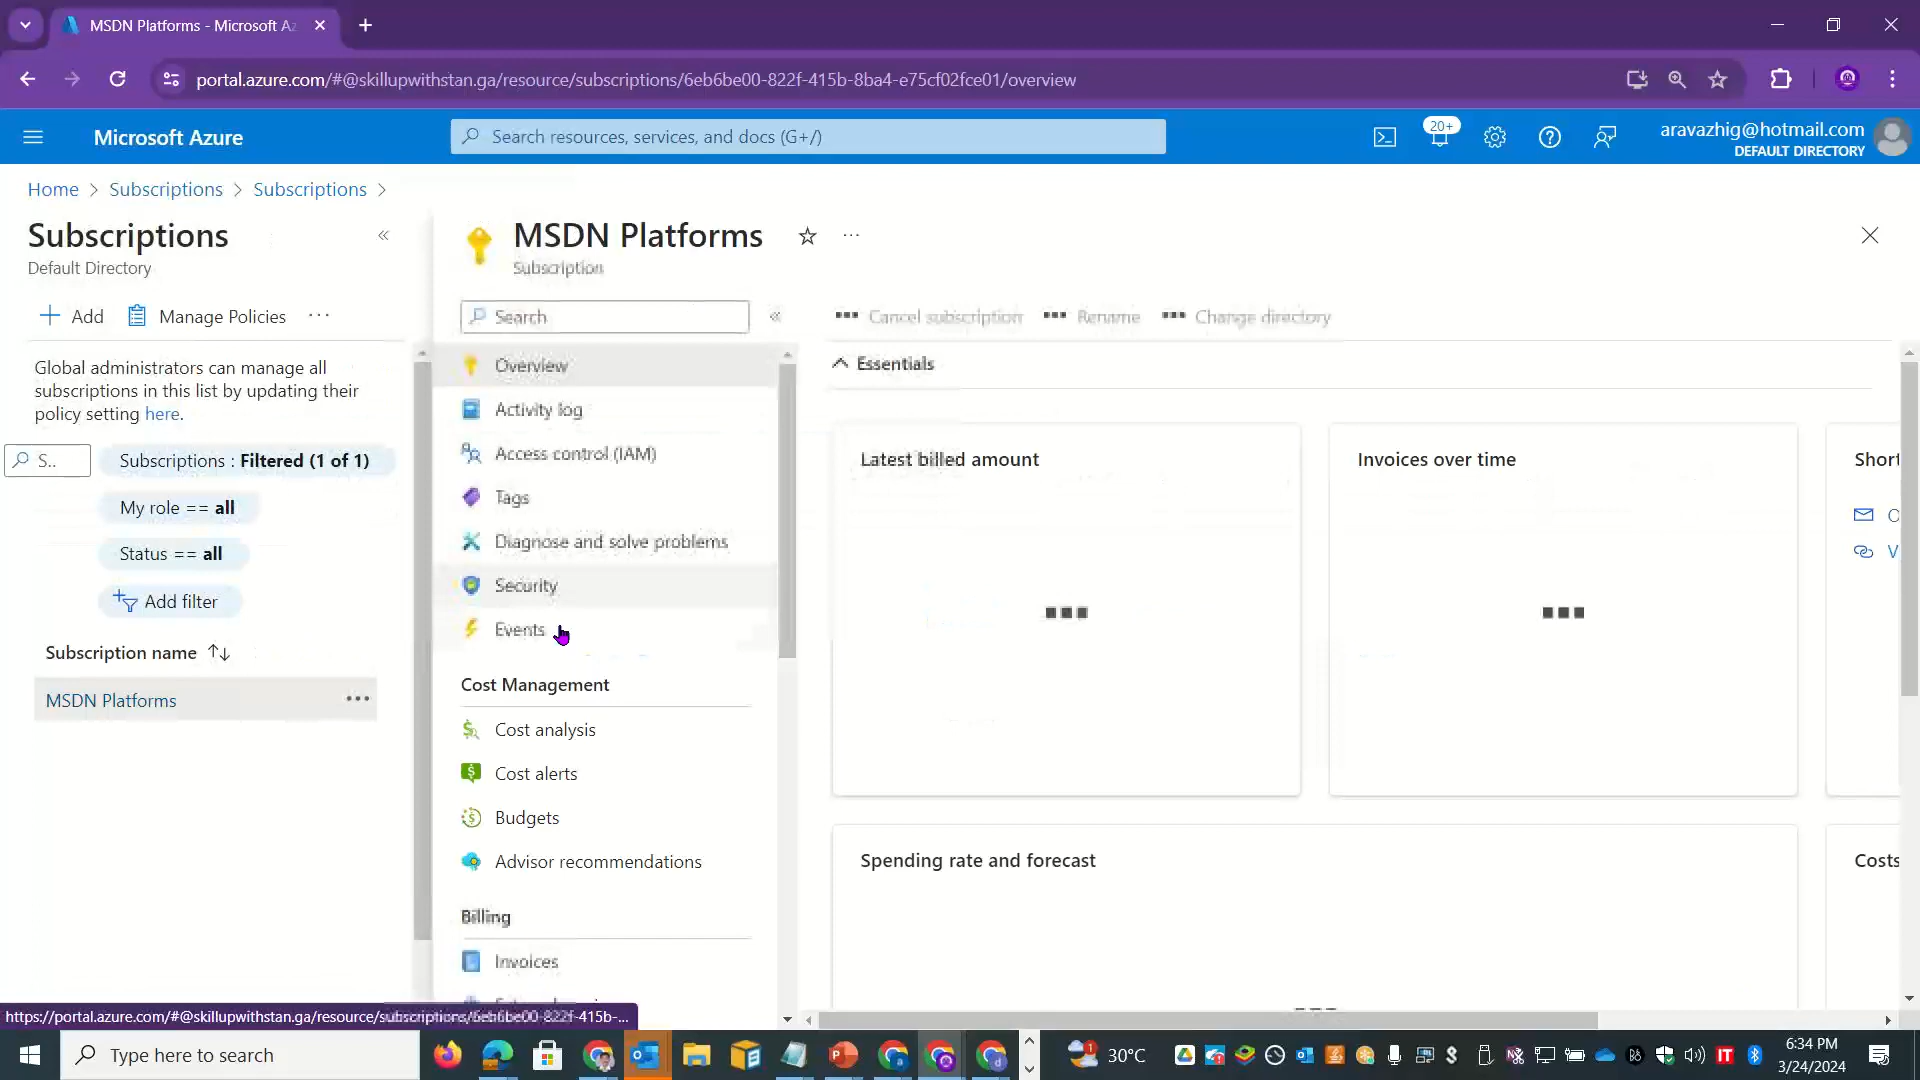 MSDN Platforms - Microsoft Az
portal.azure.com/#@skillupwithstan.ga/resource/subscriptions/6eb6be00-822f-415b-8ba4-e75cf02fce01/overview
Microsoft Azure
Search resources, services, and docs (G+/)
20+
aravazhig@hotmail.com
DEFAULT DIRECTORY
Home > Subscriptions > Subscriptions >
Subscriptions
Default Directory
Add
Manage Policies
Global administrators can manage all
subscriptions in this list by updating their
policy setting here.
S..
Subscriptions : Filtered (1 of 1)
My role == all
Status == all
Add filter
Subscription name
MSDN Platforms
MSDN Platforms
Subscription
Search
Overview
Activity log
Access control (IAM)
Tags
Diagnose and solve problems
Security
Events
Cost Management
Cost analysis
Cost alerts
Budgets
Advisor recommendations
Billing
Invoices
Cancel subscription
Rename
Change directory
Essentials
Latest billed amount
Invoices over time
Short
O
V
Spending rate and forecast
Costs
https://portal.azure.com/#@skillupwithstan.ga/resource/subscriptions/6eb6be00-822f-415b-...
Type here to search
30°C
6:34 PM
3/24/2024